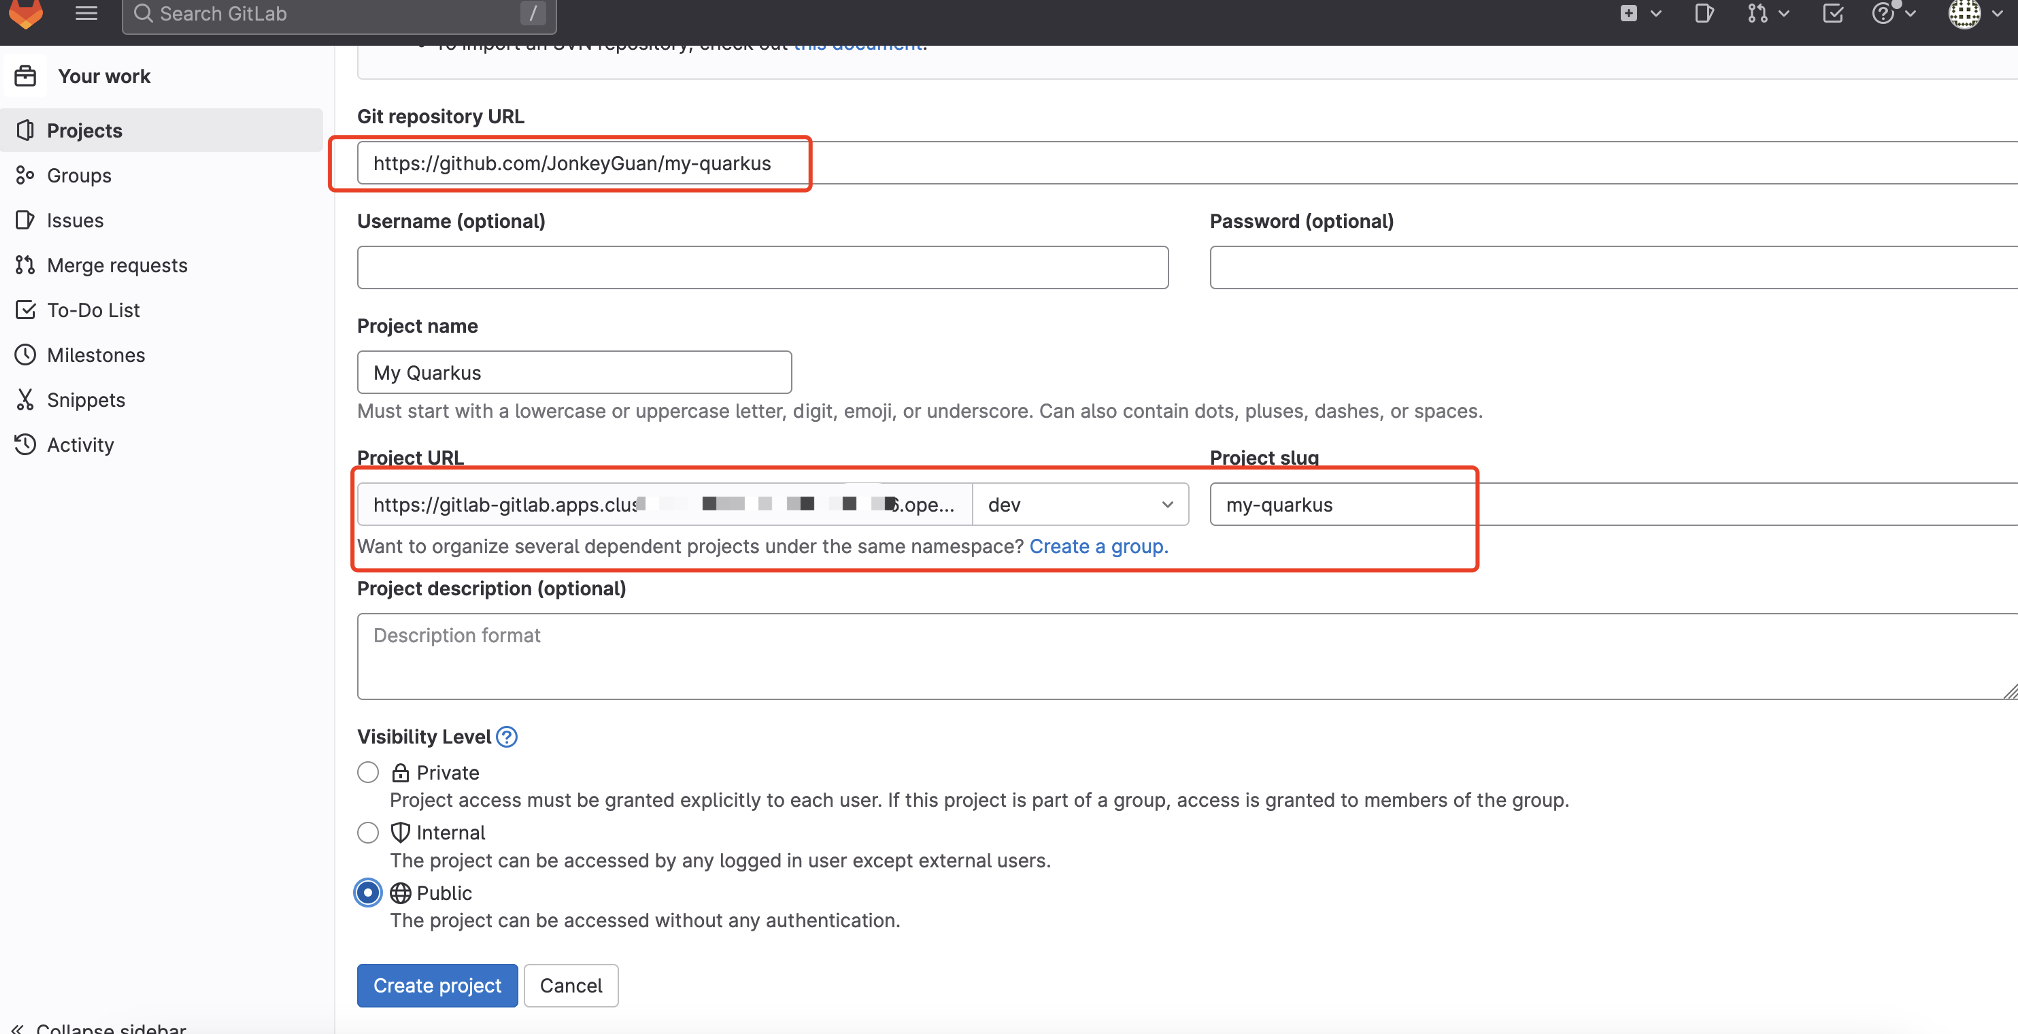 Search GitLab /
Your work
To import an SVN repository, check out this document.
Projects
Groups
Issues
Merge requests
To-Do List
Milestones
Snippets
Activity
Collapse sidebar
Git repository URL
https://github.com/JonkeyGuan/my-quarkus
Username (optional) Password (optional)
Project name
My Quarkus
Must start with a lowercase or uppercase letter, digit, emoji, or underscore. Can also contain dots, pluses, dashes, or spaces.
Project URL Project slug
https://gitlab-gitlab.apps.clus 6.ope... dev my-quarkus
Want to organize several dependent projects under the same namespace? Create a group.
Project description (optional)
Description format
Visibility Level
Private
Project access must be granted explicitly to each user. If this project is part of a group, access is granted to members of the group.
Internal
The project can be accessed by any logged in user except external users.
Public
The project can be accessed without any authentication.
Create project Cancel